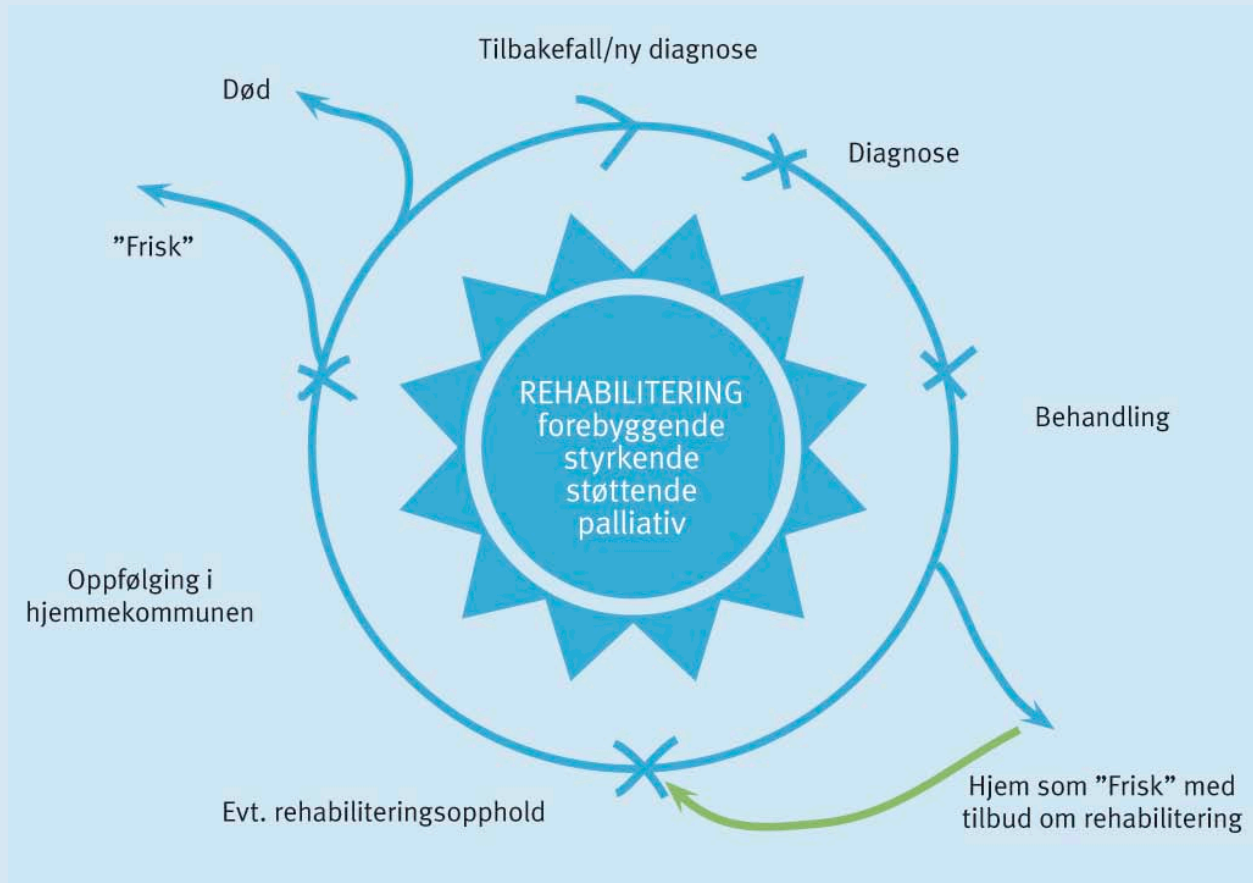 Tilbakefall/ny diagnose
Død
Diagnose
”Frisk”
REHABILITERING
forebyggende
styrkende
støttende
palliativ
Behandling
Oppfølging i
hjemmekommunen
Evt. rehabiliteringsopphold
Hjem som ”Frisk” med
tilbud om rehabilitering